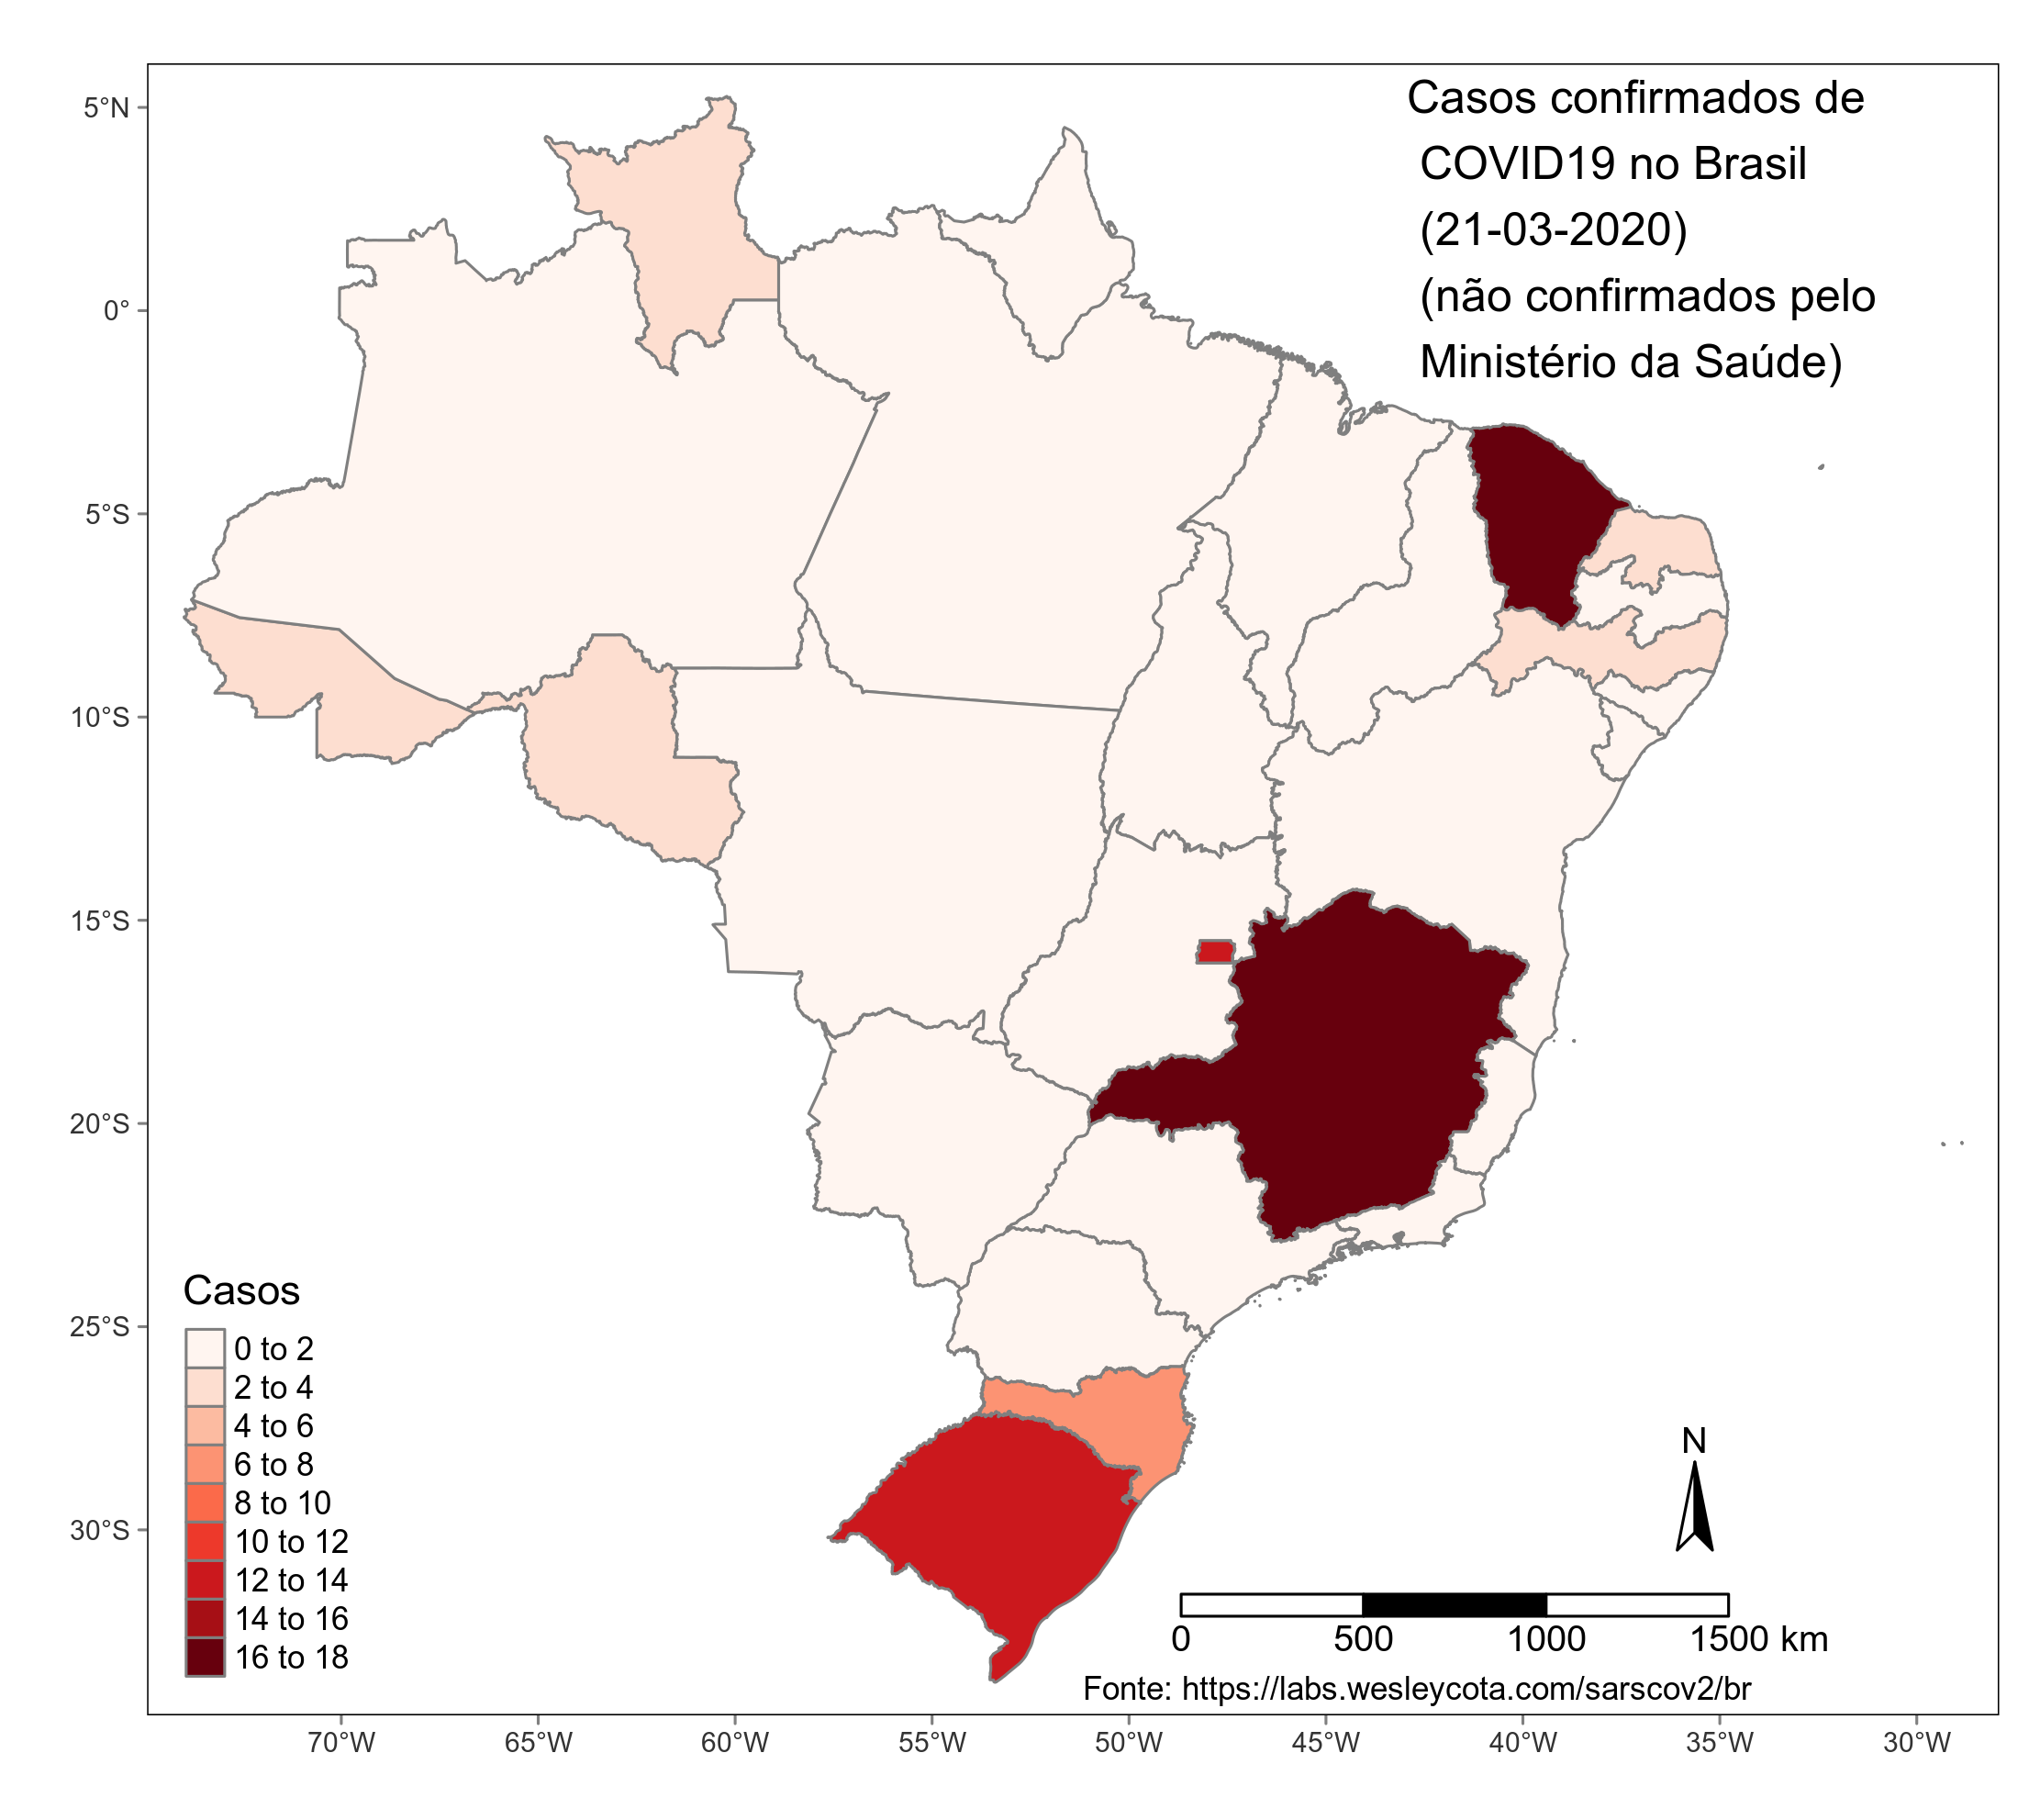 Casos confirmados de
COVID19 no Brasil
(21-03-2020)
(não confirmados pelo
Ministério da Saúde)
5°N
0°
5°S
10°S
15°S
20°S
25°S
30°S
Casos
0 to 2
2 to 4
4 to 6
6 to 8
8 to 10
10 to 12
12 to 14
14 to 16
16 to 18
N
0 500 1000 1500 km
Fonte: https://labs.wesleycota.com/sarscov2/br
70°W 65°W 60°W 55°W 50°W 45°W 40°W 35°W 30°W